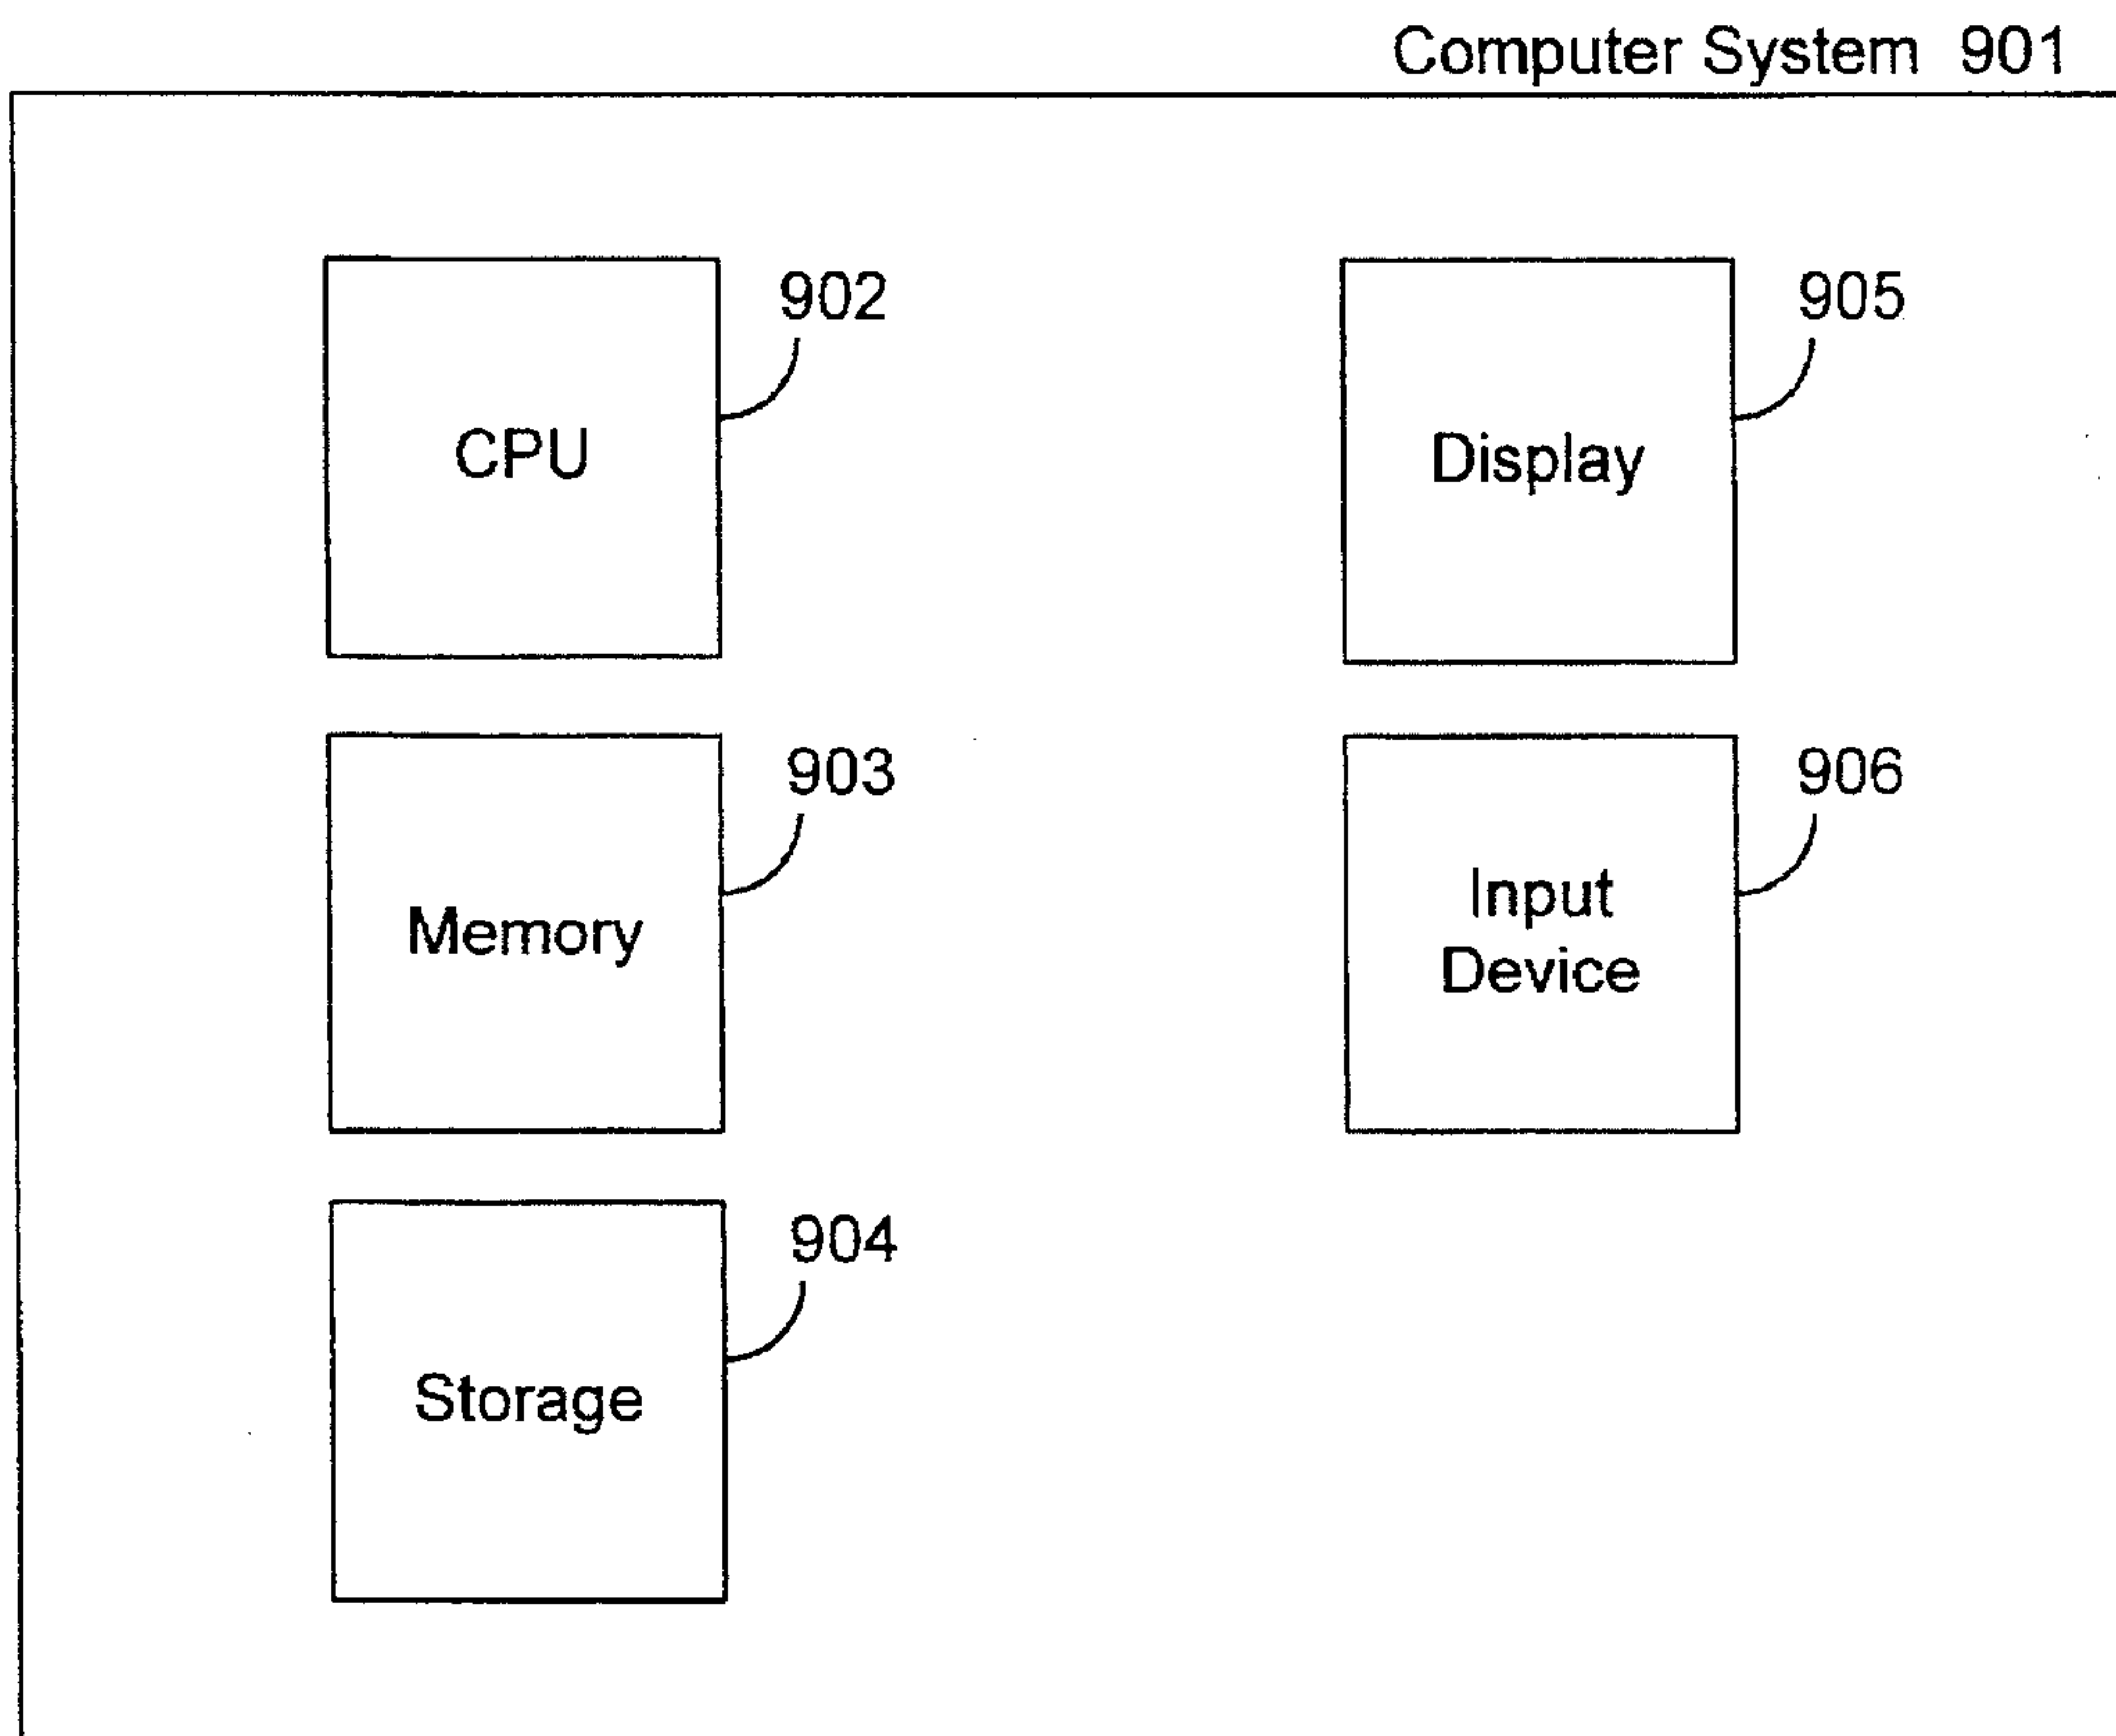 Computer System 901
902
CPU
905
Display
903
Memory
906
Input
Device
904
Storage